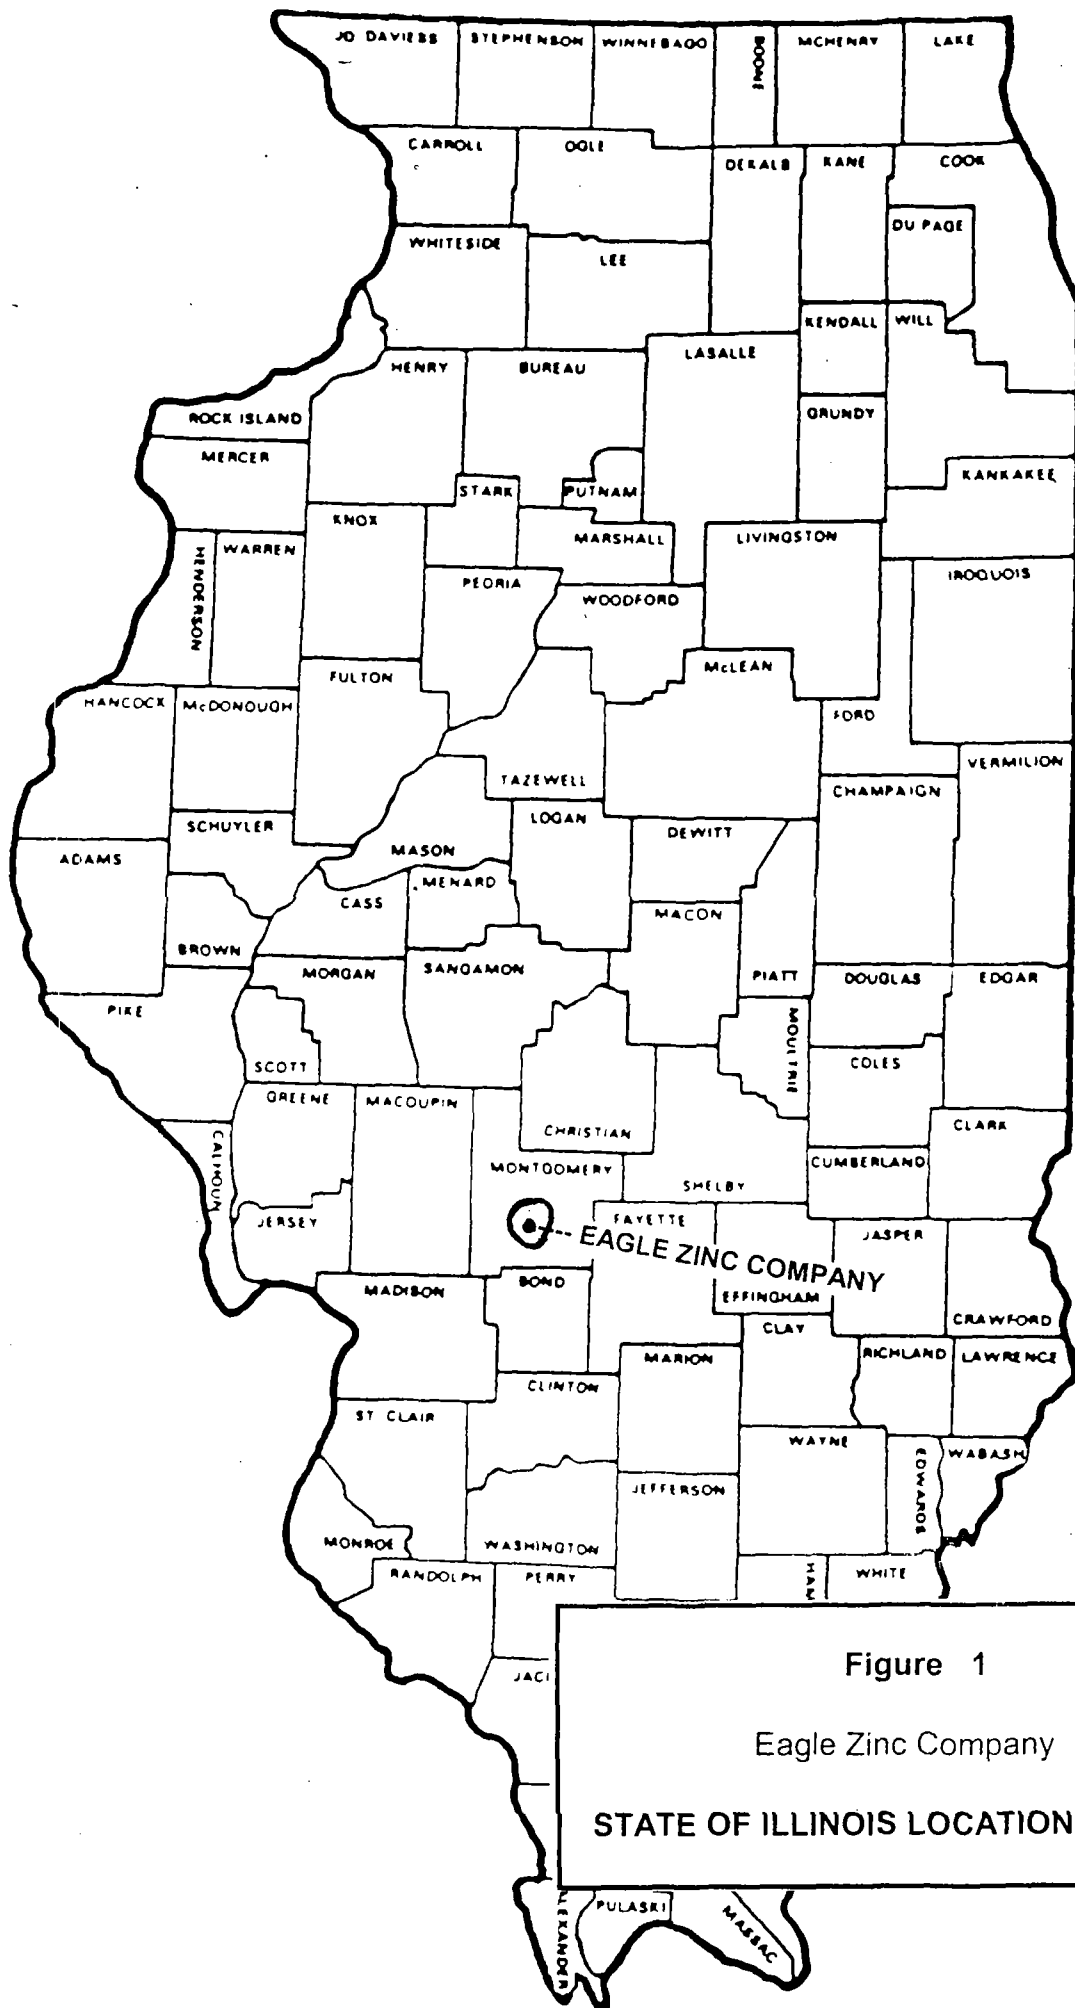 JO DAVIESS
STEPHENSON
WINNEBAGO
BOONE
MCHENRY
LAKE
CARROLL
OGLE
DEKALB
KANE
COOK
DU PAGE
WHITESIDE
LEE
KENDALL
WILL
HENRY
BUREAU
LASALLE
ROCK ISLAND
GRUNDY
MERCER
KANKAKEE
STARK
PUTNAM
KNOX
MARSHALL
LIVINGSTON
HENDERSON
WARREN
PEORIA
WOODFORD
IROQUOIS
FULTON
McLEAN
HANCOCK
McDONOUGH
FORD
VERMILION
TAZEWELL
CHAMPAIGN
SCHUYLER
LOGAN
DEWITT
ADAMS
MASON
MENARD
CASS
MACON
BROWN
MORGAN
SANGAMON
PIATT
DOUGLAS
EDGAR
PIKE
MOULTRIE
SCOTT
COLES
GREENE
MACOUPIN
CHRISTIAN
CLARK
CALHOUN
MONTGOMERY
CUMBERLAND
SHELBY
JERSEY
FAYETTE
JASPER
EAGLE ZINC COMPANY
MADISON
BOND
EFFINGHAM
CRAWFORD
CLAY
MARION
RICHLAND
LAWRENCE
CLINTON
ST CLAIR
WAYNE
EDWARDS
WABASH
JEFFERSON
MONROE
WASHINGTON
RANDOLPH
PERRY
HAM
WHITE
Figure 1
JACI
Eagle Zinc Company
STATE OF ILLINOIS LOCATION
ALEXANDER
PULASKI
MASSAC